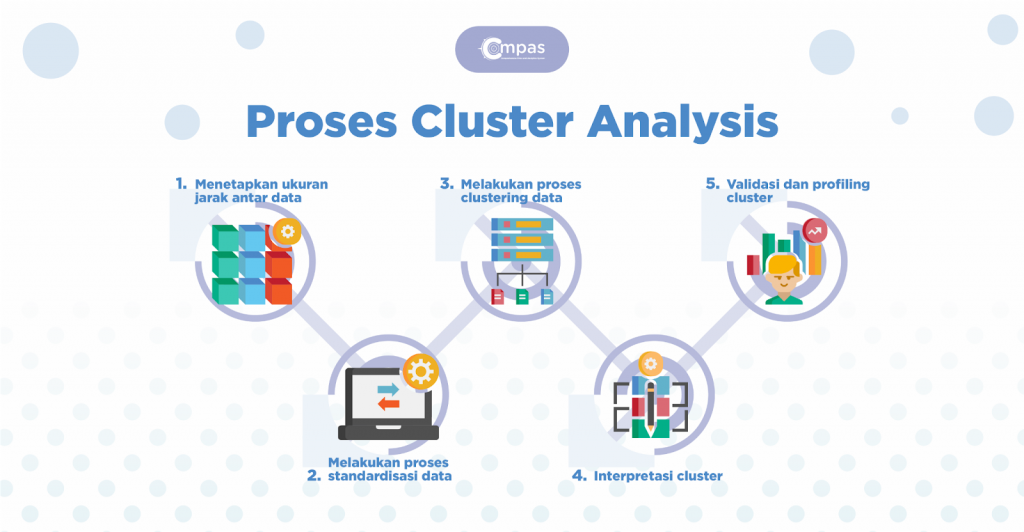 Compas
Proses Cluster Analysis
1. Menetapkan ukuran
jarak antar data
3. Melakukan proses
clustering data
5. Validasi dan profiling
cluster
Melakukan proses
2. standardisasi data
4. Interpretasi cluster